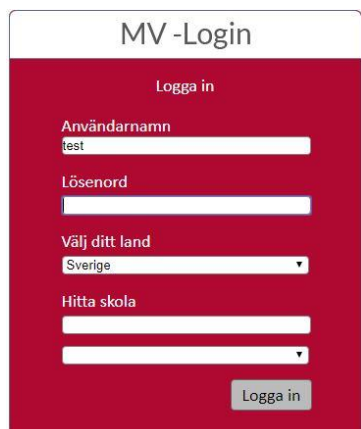 MV -Login
Logga in
Användarnamn
test
Lösenord
Välj ditt land
Sverige
Hitta skola
Logga in